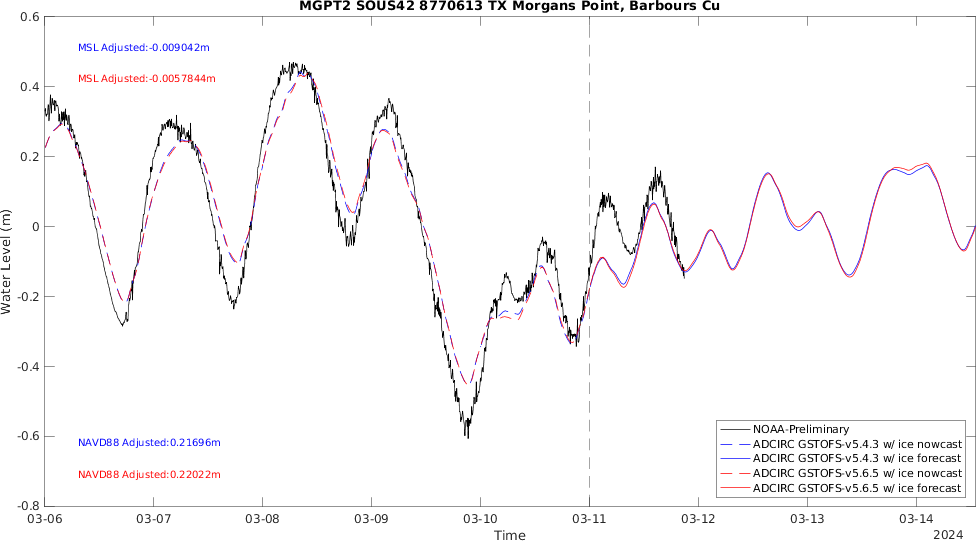 MGPT2 SOUS42 8770613 TX Morgans Point, Barbours Cu
0.6
MSL Adjusted:-0.009042m
MSL Adjusted:-0.0057844m
0.4
0.2
0
Water Level (m)
-0.2
-0.4
-0.6
NAVD88 Adjusted:0.21696m
NAVD88 Adjusted:0.22022m
NOAA-Preliminary
ADCIRC GSTOFS-v5.4.3 w/ ice nowcast
ADCIRC GSTOFS-v5.4.3 w/ ice forecast
ADCIRC GSTOFS-v5.6.5 w/ ice nowcast
ADCIRC GSTOFS-v5.6.5 w/ ice forecast
-0.8
03-06 03-07 03-08 03-09 03-10 03-11 03-12 03-13 03-14
Time
2024